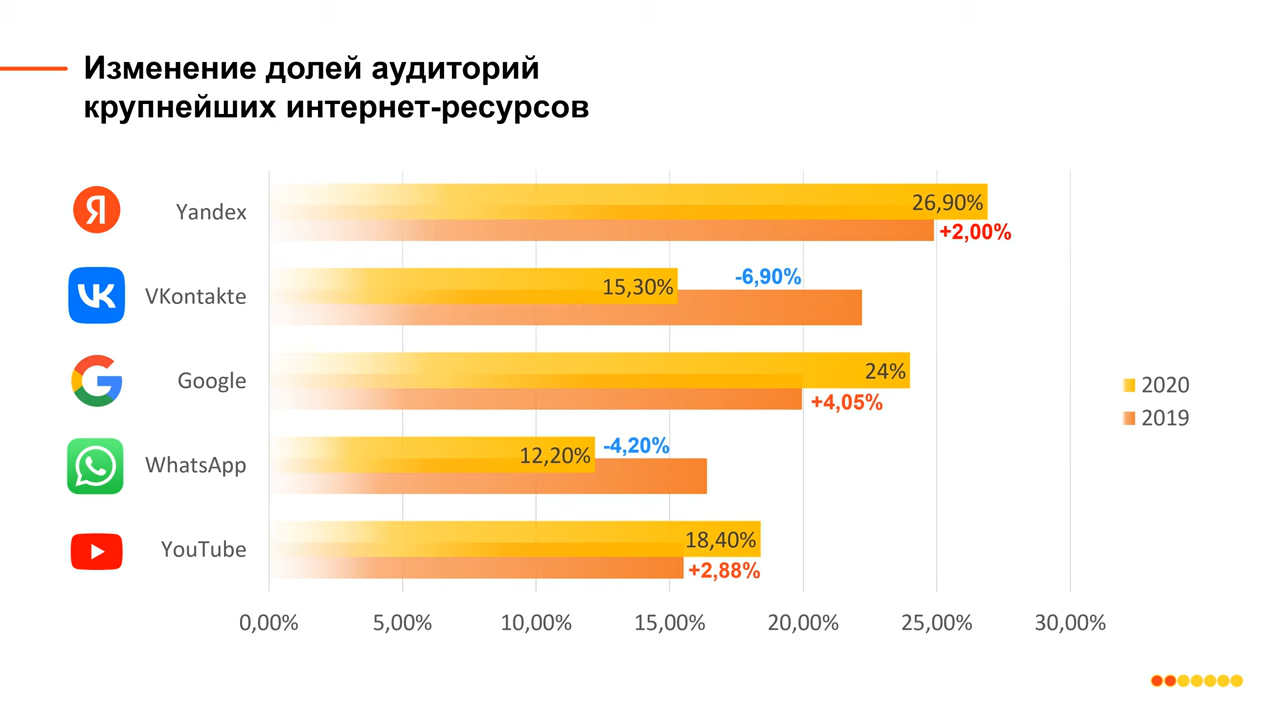 Изменение долей аудиторий
крупнейших интернет-ресурсов
Я
Yandex
26,90%
+2,00%
VK
VKontakte
15,30%
-6,90%
G
Google
24%
+4,05%
WhatsApp
12,20%
-4,20%
YouTube
18,40%
+2,88%
2020
2019
0,00% 5,00% 10,00% 15,00% 20,00% 25,00% 30,00%